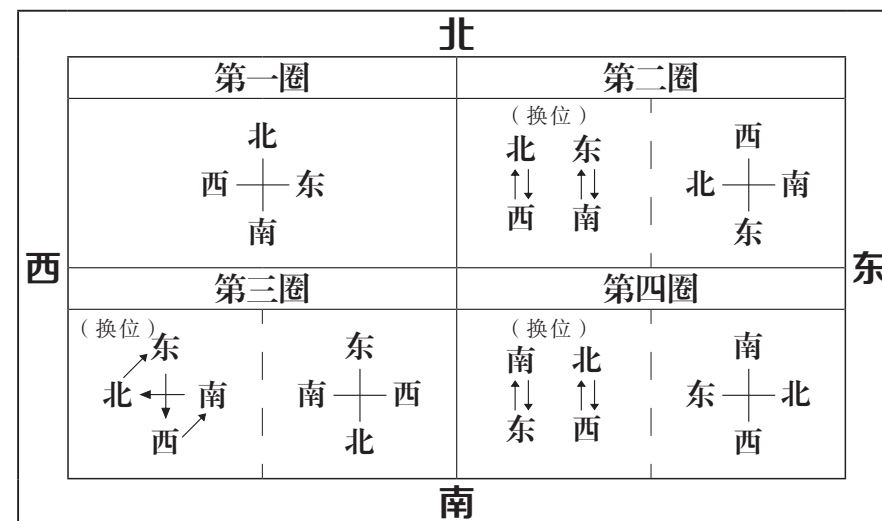 北
第一圈
第二圈
北
西 东
南
（换位）
北 东
西 南
西
北 南
东
西
东
第三圈
第四圈
（换位）
东
北 南
西
东
南 西
北
（换位）
南 北
东 西
南
东 北
西
南